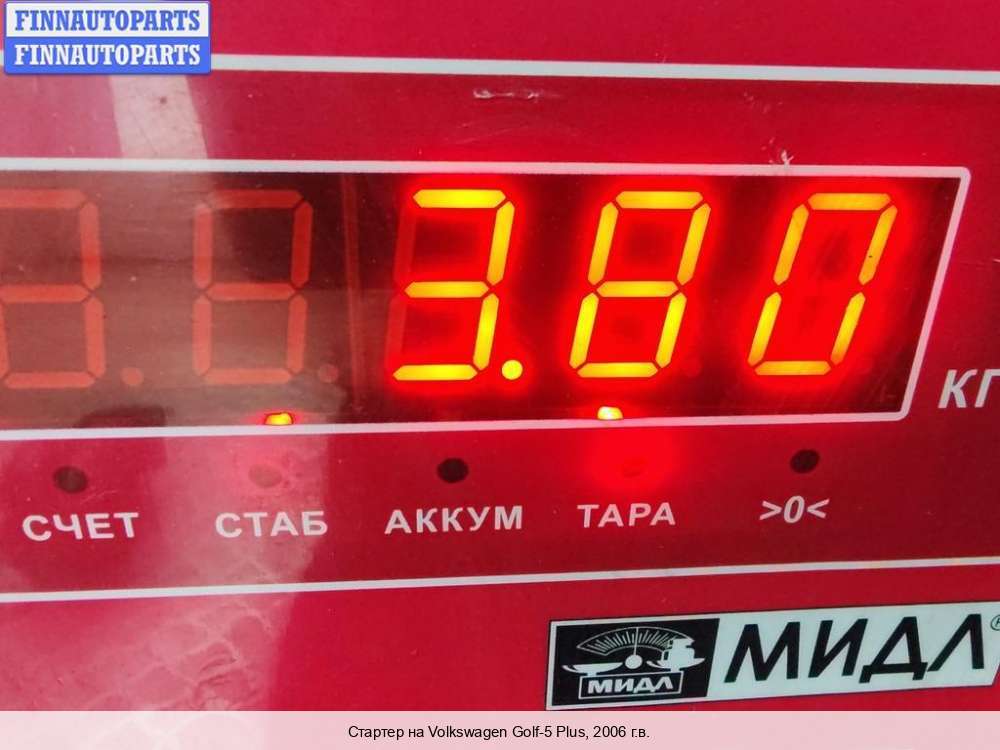 FINNAUTOPARTS
FINNAUTOPARTS
3.80
КГ
СЧЕТ СТАБ АККУМ ТАРА >0<
МИДЛ МИДЛ®
Стартер на Volkswagen Golf-5 Plus, 2006 г.в.